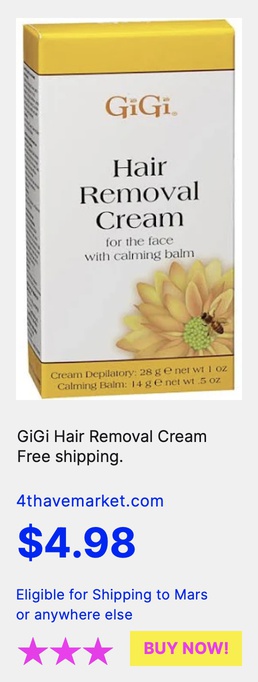 GiGi
Hair
Removal
Cream
for the face
with calming balm
Cream Depilatory: 28 g ℮ net wt 1 oz
Calming Balm: 14 g ℮ net wt .5 oz
GiGi Hair Removal Cream
Free shipping.
4thavemarket.com
$4.98
Eligible for Shipping to Mars
or anywhere else
BUY NOW!